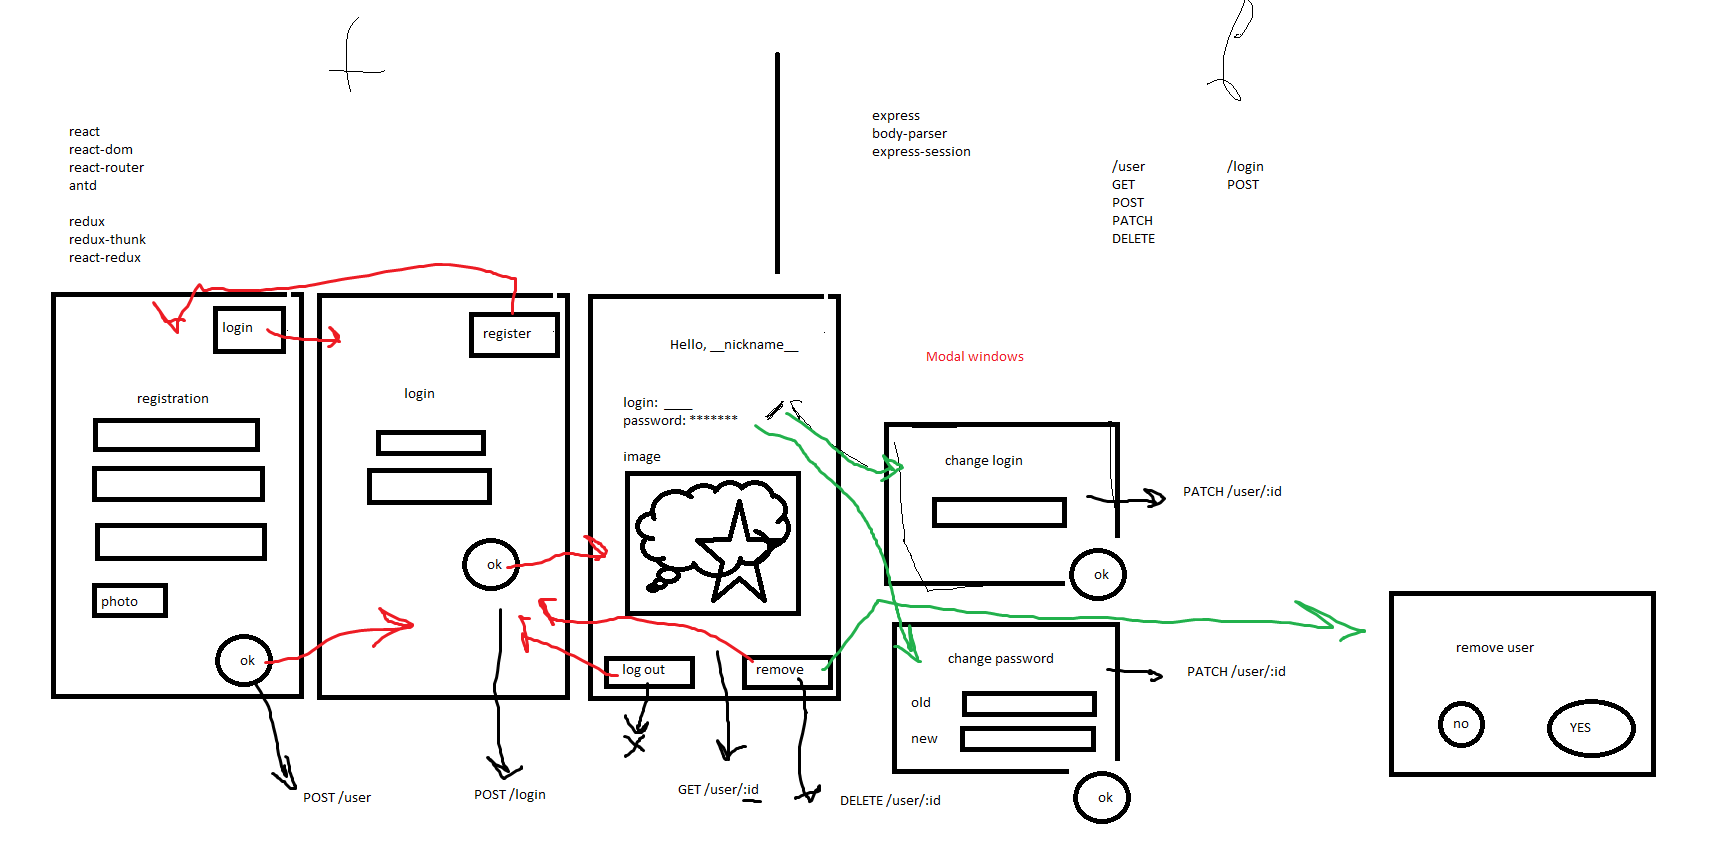 react
react-dom
react-router
antd
redux
redux-thunk
react-redux
express
body-parser
express-session
/user
GET
POST
PATCH
DELETE
/login
POST
login
registration
photo
ok
POST /user
register
login
ok
POST /login
Hello, __nickname__
login: ____
password: *******
image
log out
remove
GET /user/:id
DELETE /user/:id
Modal windows
change login
ok
PATCH /user/:id
change password
old
new
ok
PATCH /user/:id
remove user
no
YES